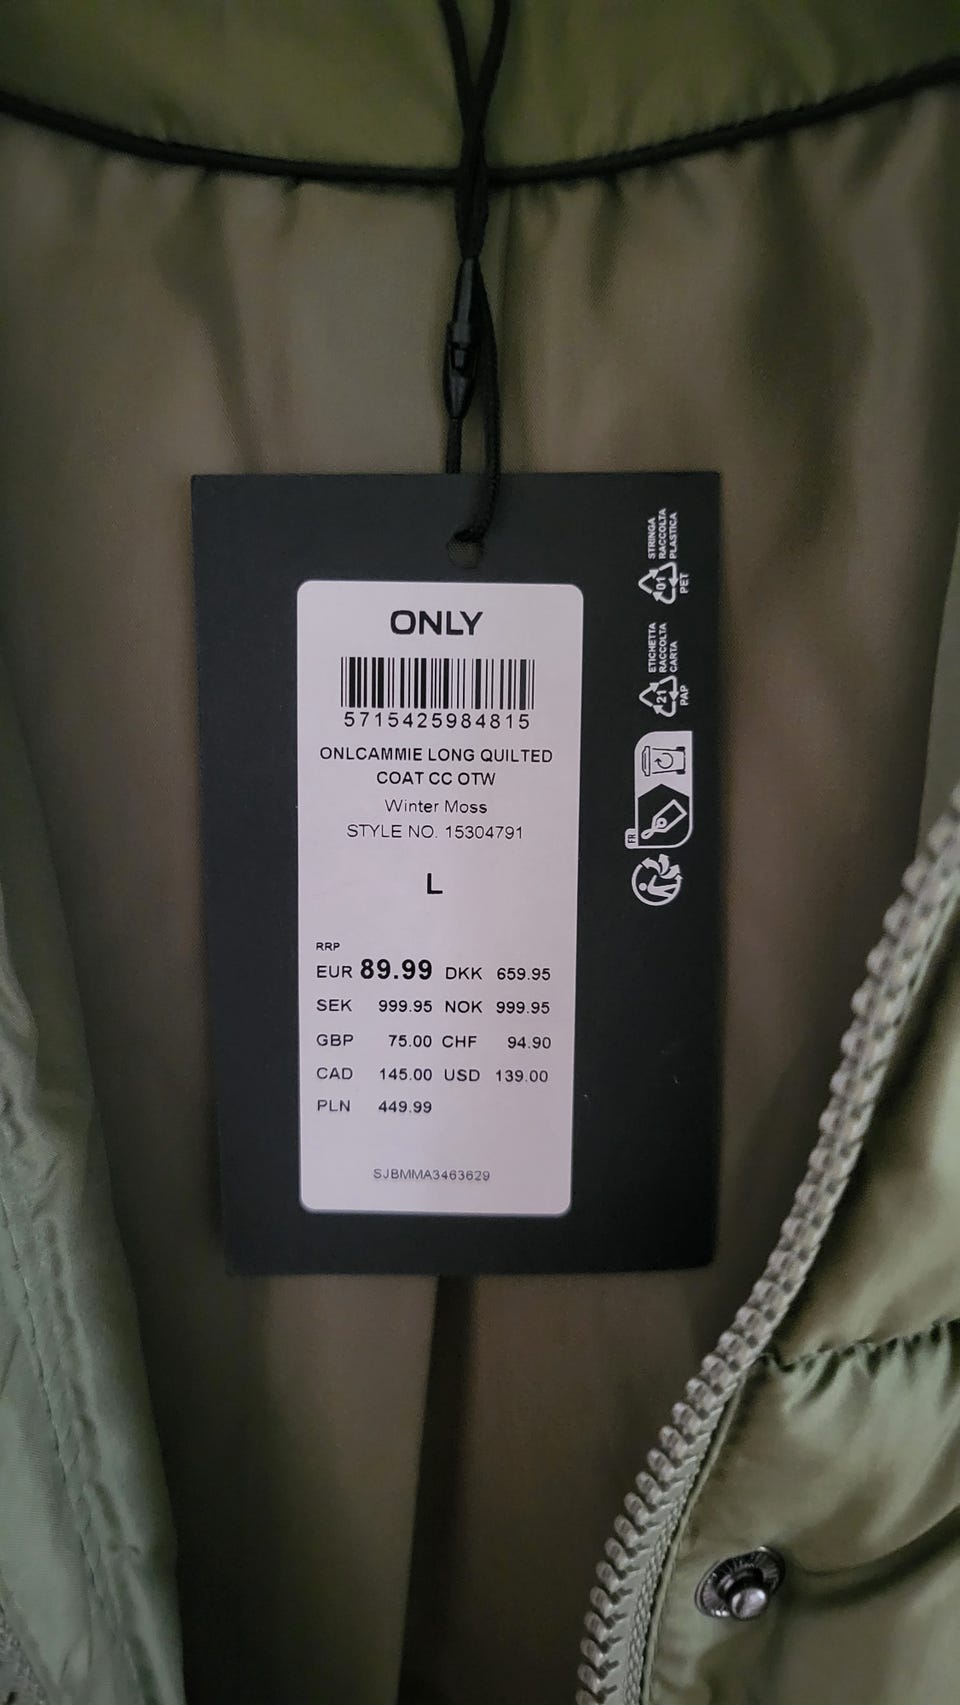 ONLY
5715425984815
ONLCAMMIE LONG QUILTED
COAT CC OTW
Winter Moss
STYLE NO. 15304791
L
RRP
EUR 89.99 DKK 659.95
SEK 999.95 NOK 999.95
GBP 75.00 CHF 94.90
CAD 145.00 USD 139.00
PLN 449.99
SJBMMA3463629
STRINGA
RACCOLTA
PLASTICA
01
PET
ETICHETTA
RACCOLTA
CARTA
21
PAP
FR